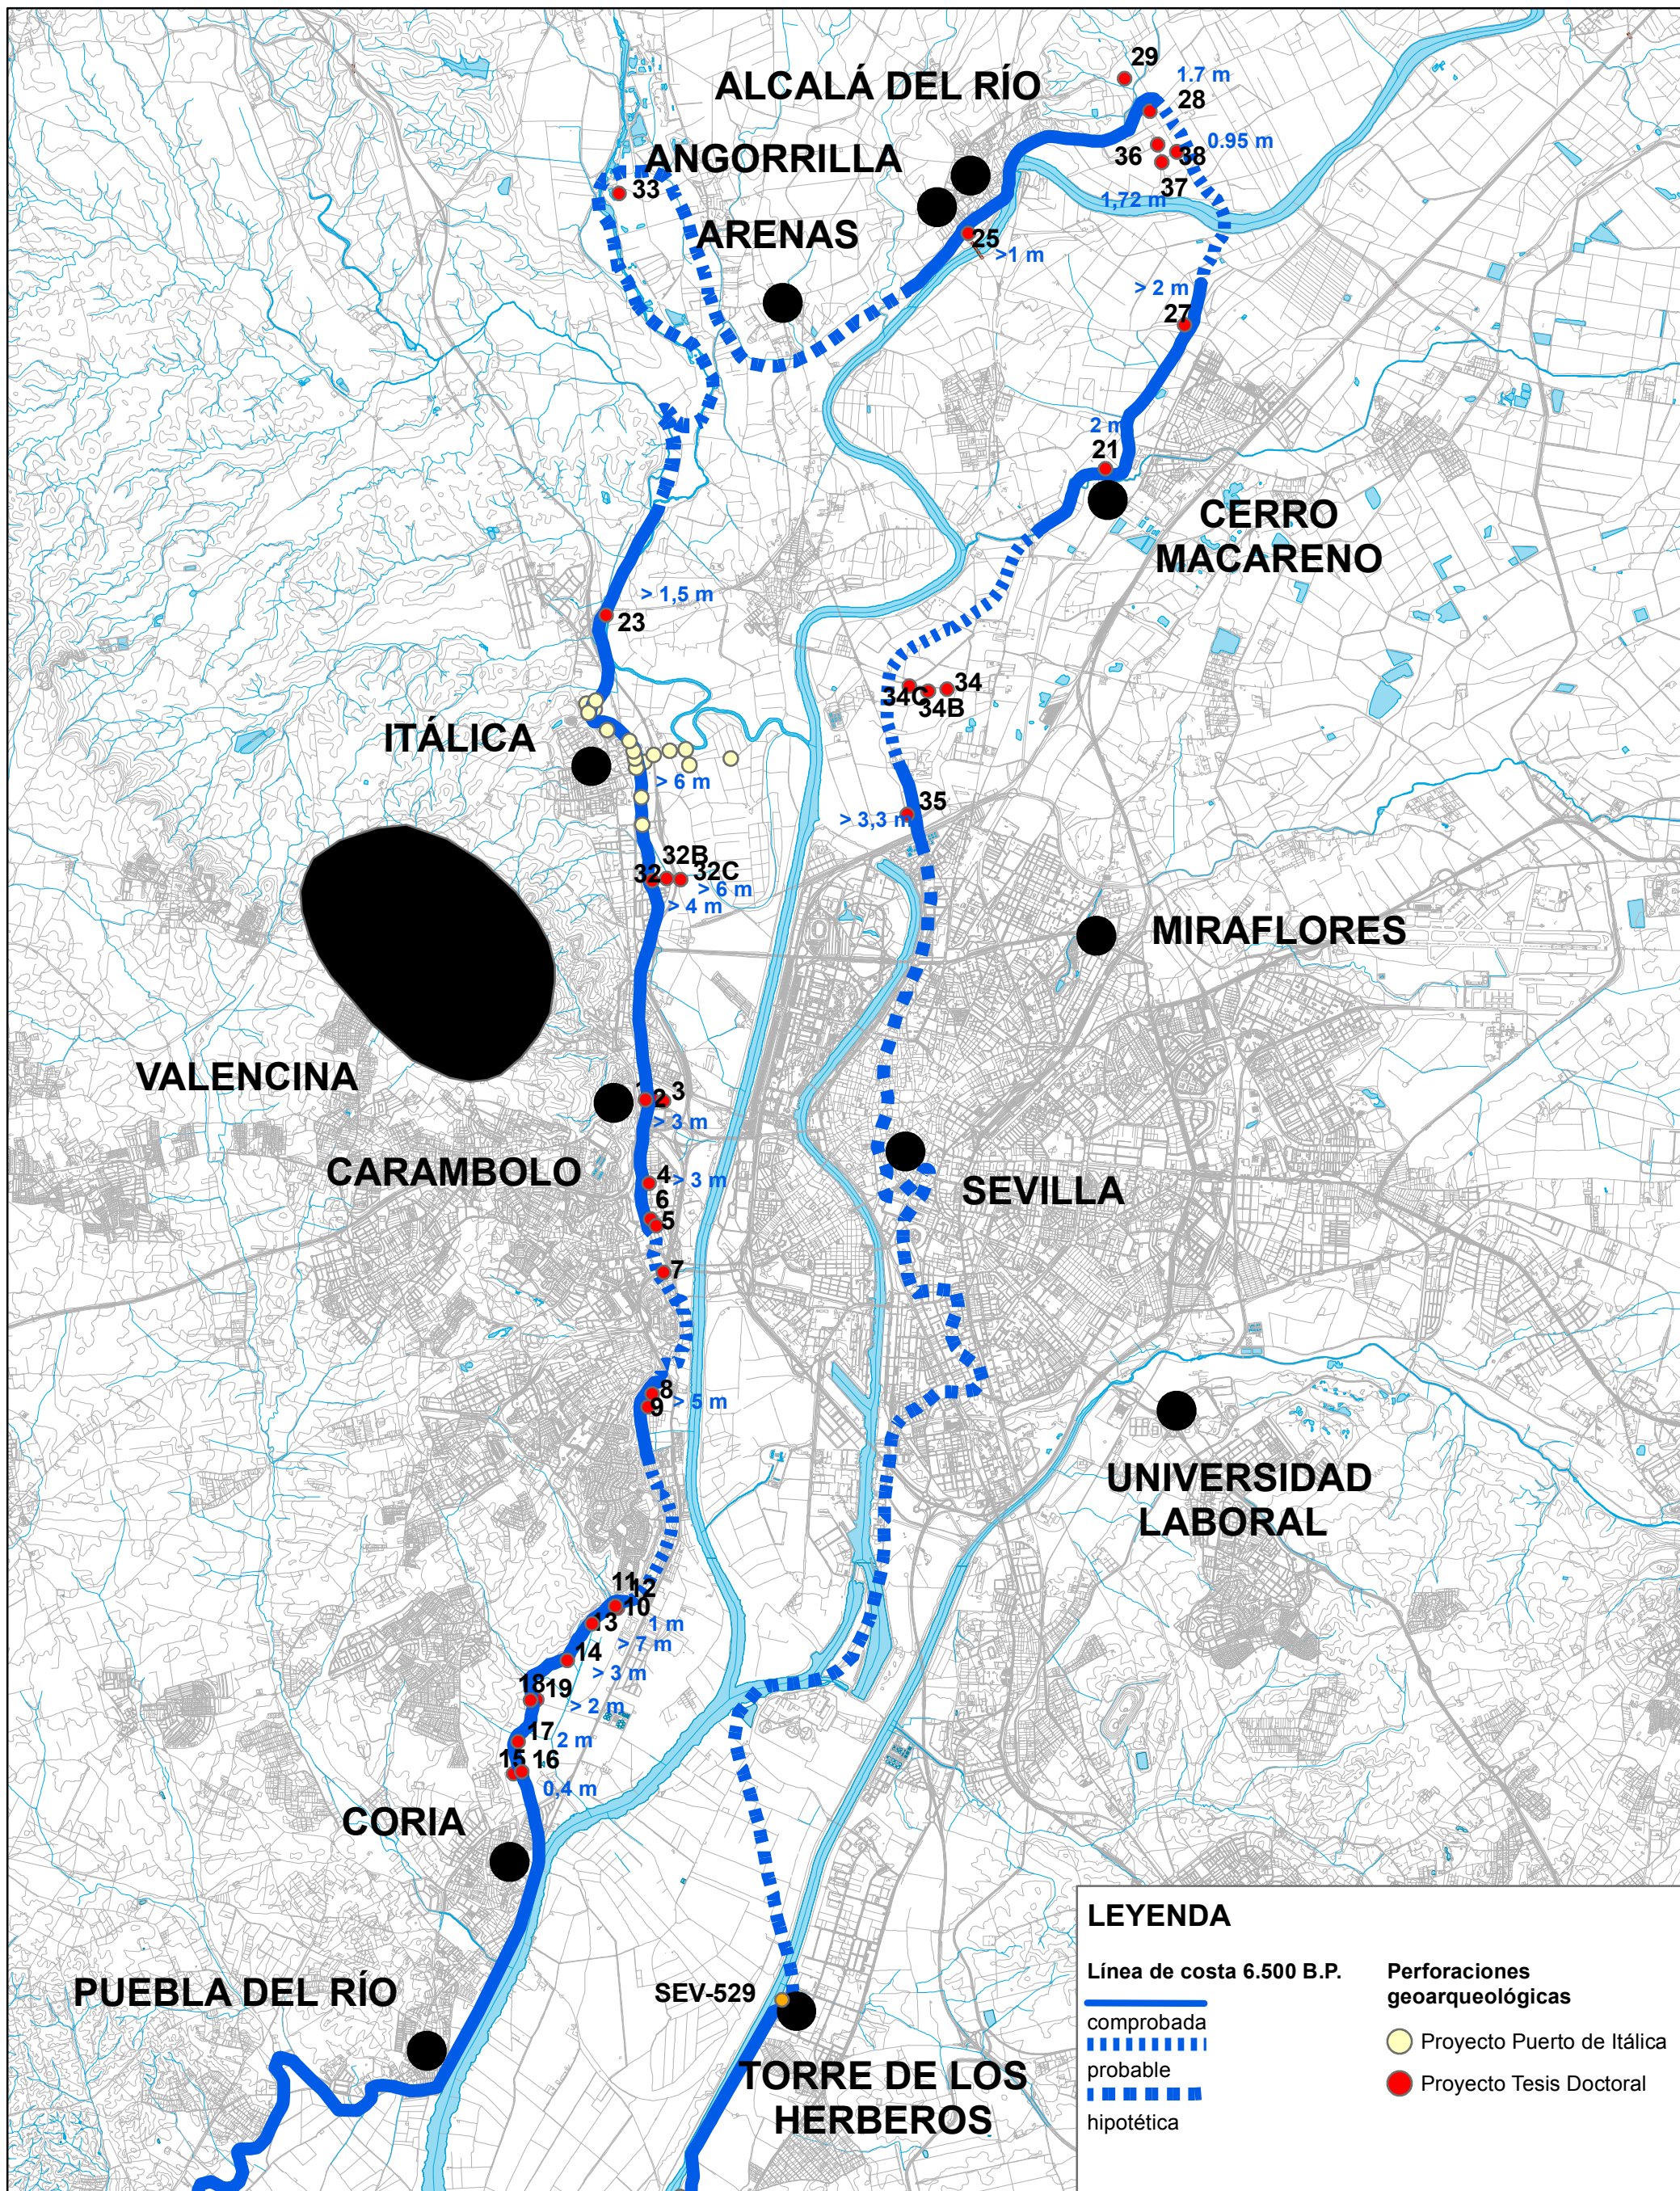 29
1.7 m
ALCALÁ DEL RÍO
28
0.95 m
ANGORRILLA
36
38
33
37
1,72 m
ARENAS
25
>1 m
> 2 m
27
2 m
21
CERRO
MACARENO
> 1,5 m
23
34
34C
34B
ITÁLICA
> 6 m
35
> 3,3 m
32B
32
32C
> 6 m
> 4 m
MIRAFLORES
VALENCINA
2
3
> 3 m
CARAMBOLO
4
> 3 m
SEVILLA
6
5
7
8
> 5 m
9
UNIVERSIDAD
LABORAL
11
12
10
13
1 m
> 7 m
14
> 3 m
18
19
> 2 m
17
2 m
15
16
0,4 m
CORIA
PUEBLA DEL RÍO
SEV-529
TORRE DE LOS
HERBEROS
LEYENDA
Línea de costa 6.500 B.P.
comprobada
probable
hipotética
Perforaciones
geoarqueológicas
Proyecto Puerto de Itálica
Proyecto Tesis Doctoral